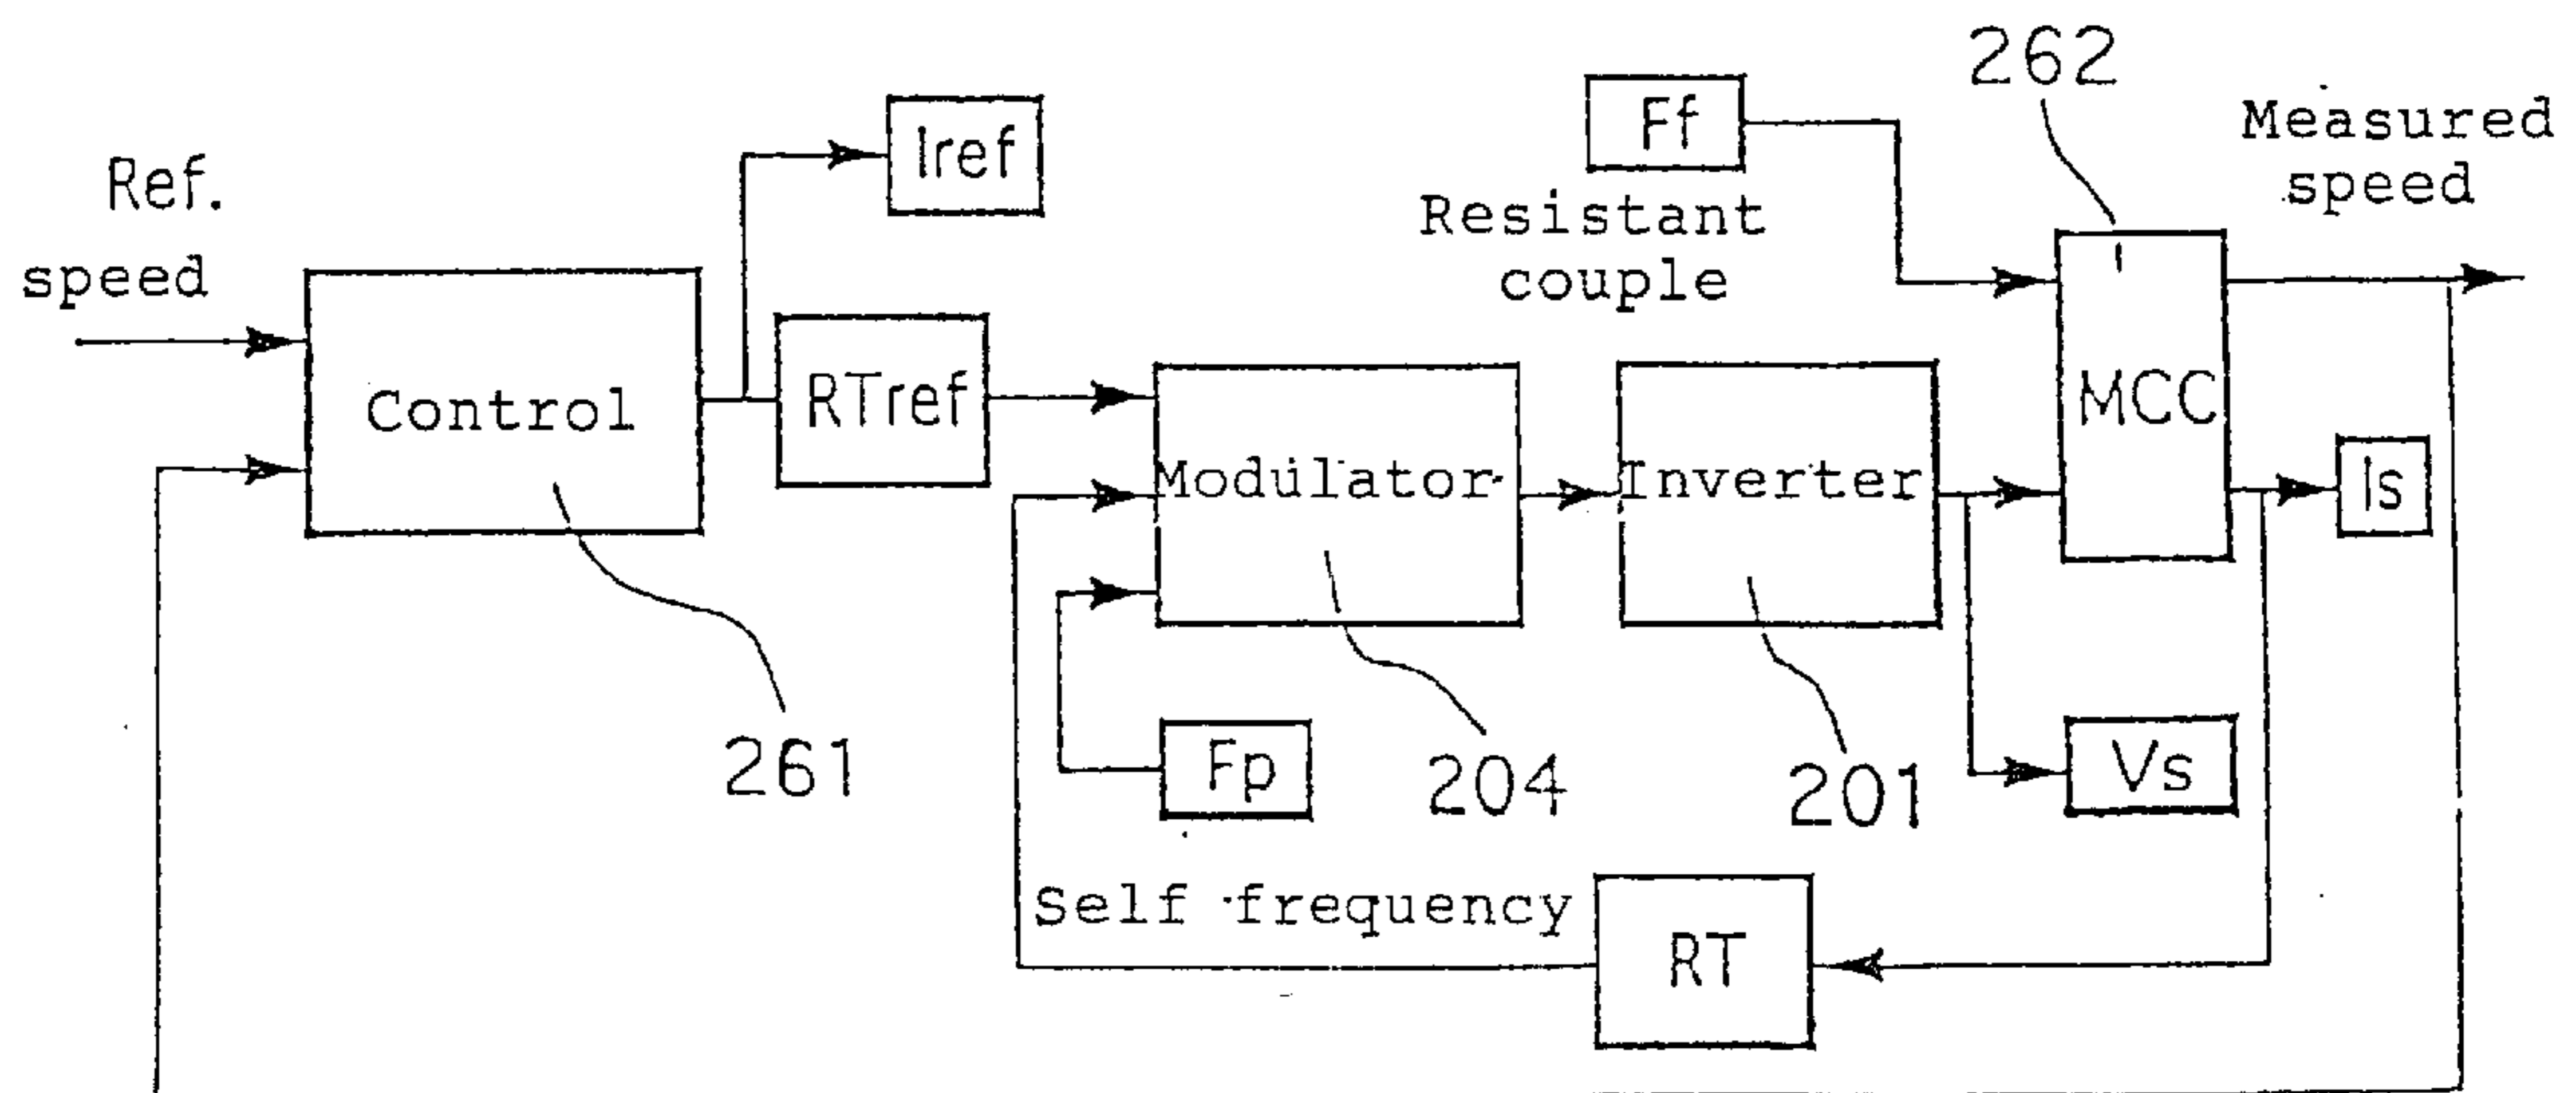 262
Ff
Measured
speed
Iref
Ref.
speed
Resistant
couple
Control
RTref
MCC
Modulator
Inverter
Is
261
Fp
204
201
Vs
Self frequency
RT